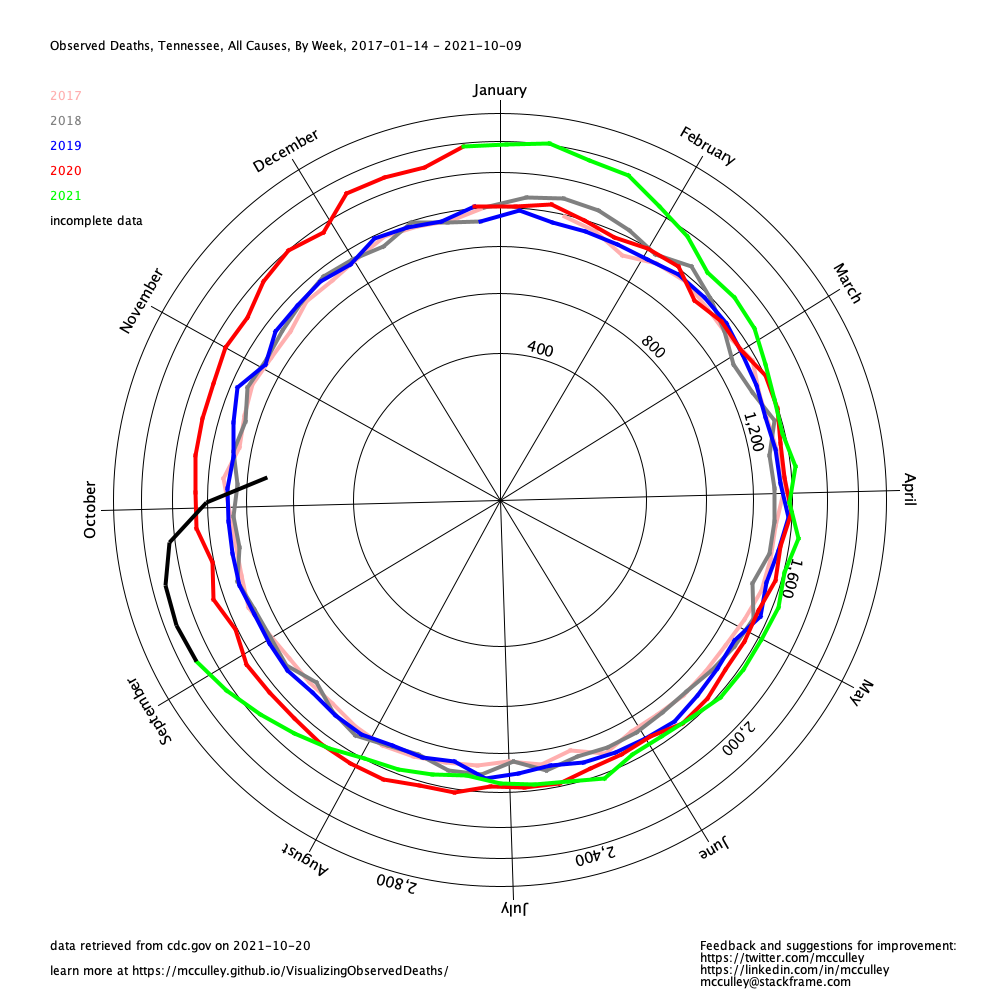 Observed Deaths, Tennessee, All Causes, By Week, 2017-01-14 - 2021-10-09
January
2017
2018
2019
2020
2021
incomplete data
December
February
November
March
400
800
1,200
October
April
1,600
September
May
2,000
August
June
2,400
2,800
July
data retrieved from cdc.gov on 2021-10-20
learn more at https://mcculley.github.io/VisualizingObservedDeaths/
Feedback and suggestions for improvement:
https://twitter.com/mcculley
https://linkedin.com/in/mcculley
mcculley@stackframe.com